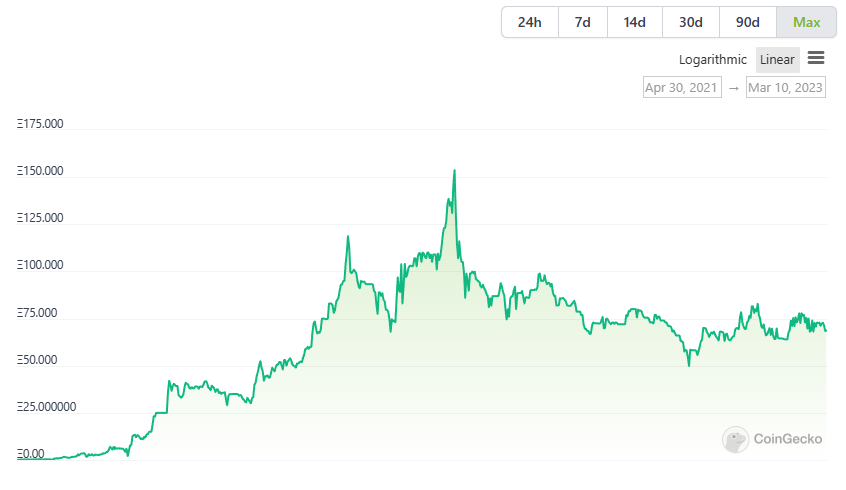 24h 7d 14d 30d 90d Max
Logarithmic Linear
Apr 30, 2021 → Mar 10, 2023
Ξ175.000
Ξ150.000
Ξ125.000
Ξ100.000
Ξ75.000
Ξ50.000
Ξ25.000000
Ξ0.00
CoinGecko